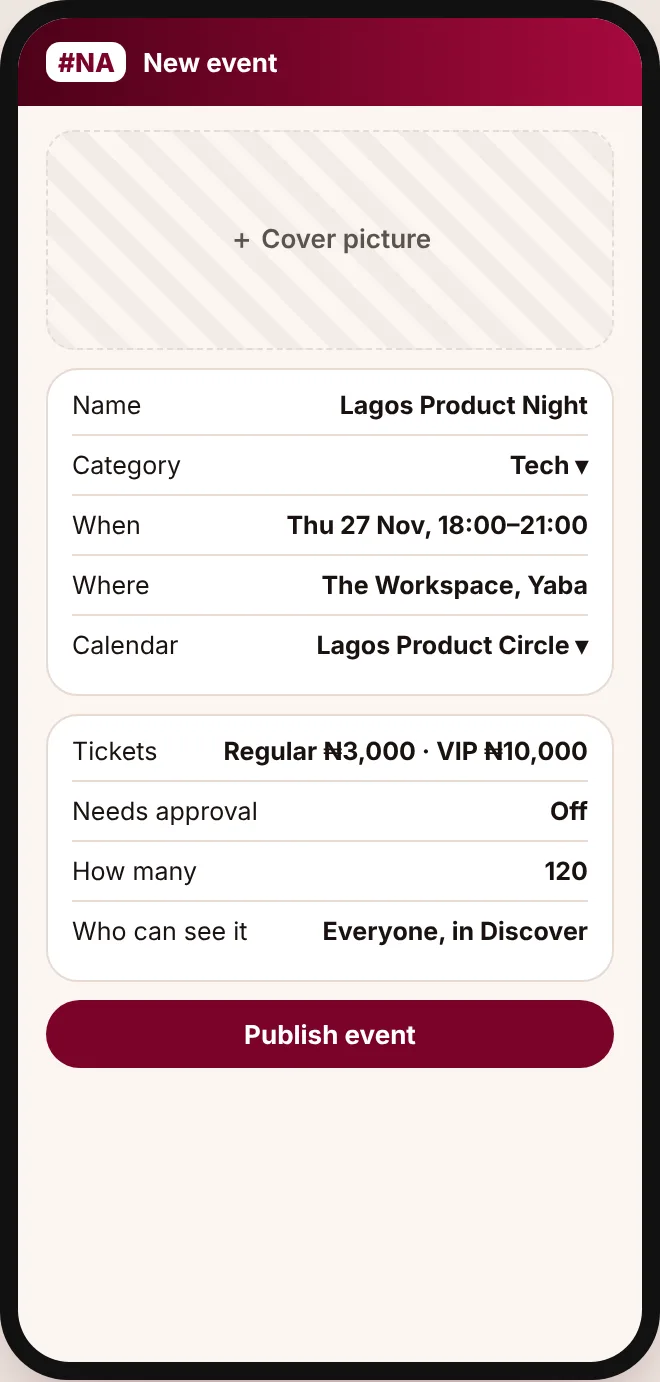 #NA New event
+ Cover picture
Name Lagos Product Night
Category Tech ▾
When Thu 27 Nov, 18:00–21:00
Where The Workspace, Yaba
Calendar Lagos Product Circle ▾
Tickets Regular ₦3,000 · VIP ₦10,000
Needs approval Off
How many 120
Who can see it Everyone, in Discover
Publish event